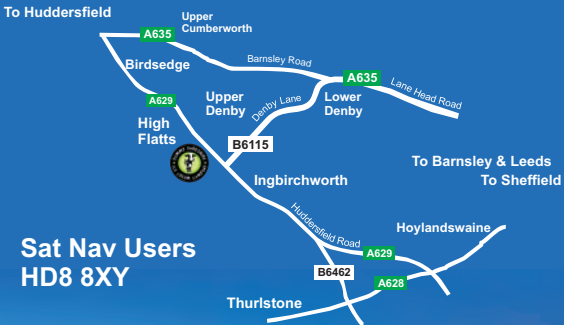 To Huddersfield
Upper
Cumberworth
A635
Birdsedge
Barnsley Road
A635
Lane Head Road
A629
Upper
Denby
Denby Lane
Lower
Denby
High
Flatts
B6115
To Barnsley & Leeds
To Sheffield
Ingbirchworth
Huddersfield Road
Hoylandswaine
Sat Nav Users
HD8 8XY
A629
B6462
A628
Thurlstone